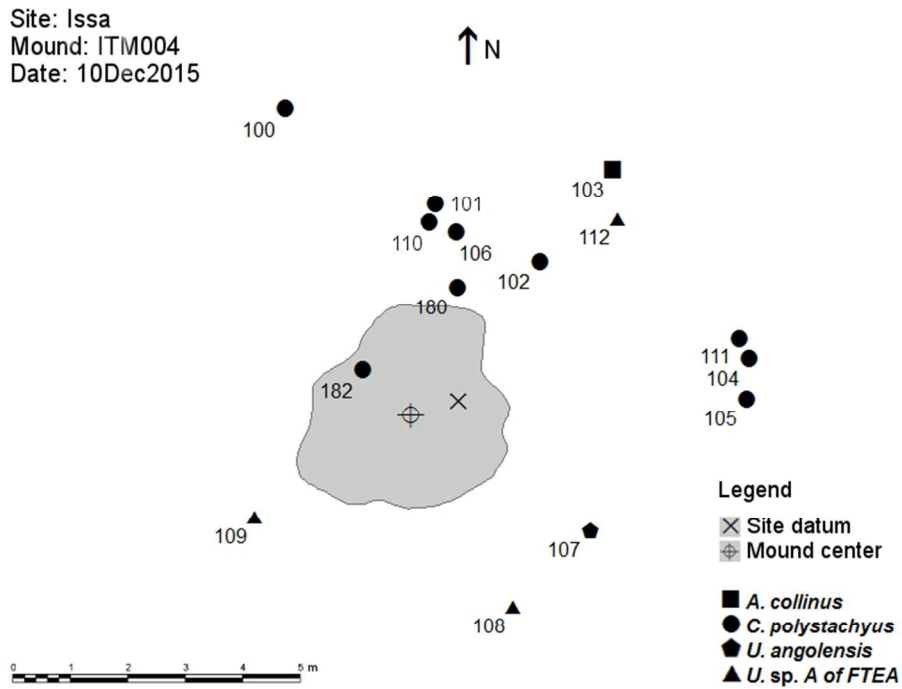 Site: Issa
Mound: ITM004
Date: 10Dec2015
N
100
103
101
112
110
106
102
180
111
182
104
105
109
107
108
Legend
Site datum
Mound center
A. collinus
C. polystachyus
U. angolensis
U. sp. A of FTEA
0 1 2 3 4 5 m